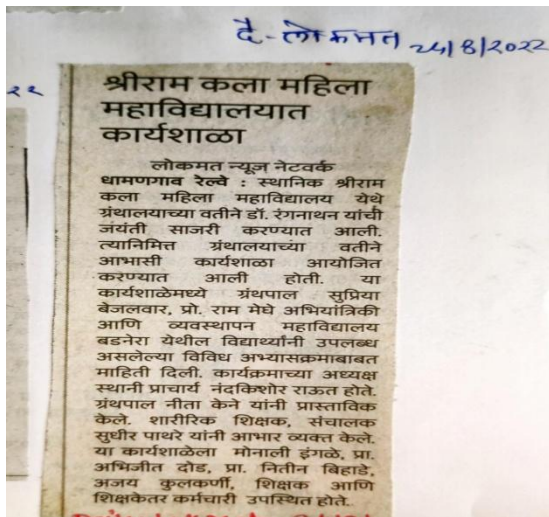 दै-लोकमत २५/8/२०२२
२२
श्रीराम कला महिला
महाविद्यालयात
कार्यशाळा
लोकमत न्यूज नेटवर्क
धामणगाव रेल्वे : स्थानिक श्रीराम
कला महिला महाविद्यालय येथे
ग्रंथालयाच्या वतीने डॉ. रंगनाथन यांची
जयंती साजरी करण्यात आली.
त्यानिमित्त ग्रंथालयाच्या वतीने
आभासी कार्यशाळा आयोजित
करण्यात आली होती. या
कार्यशाळेमध्ये ग्रंथपाल सुप्रिया
बेजलवार, प्रो. राम मेघे अभियांत्रिकी
आणि व्यवस्थापन महाविद्यालय
बडनेरा येथील विद्यार्थ्यांनी उपलब्ध
असलेल्या विविध अभ्यासक्रमाबाबत
माहिती दिली. कार्यक्रमाच्या अध्यक्ष
स्थानी प्राचार्य नंदकिशोर राऊत होते.
ग्रंथपाल नीता केने यांनी प्रास्ताविक
केले. शारीरिक शिक्षक, संचालक
सुधीर पाथरे यांनी आभार व्यक्त केले.
या कार्यशाळेला मोनाली इंगळे, प्रा.
अभिजीत दोड, प्रा. नितीन बिहाडे,
अजय कुलकर्णी, शिक्षक आणि
शिक्षकेतर कर्मचारी उपस्थित होते.